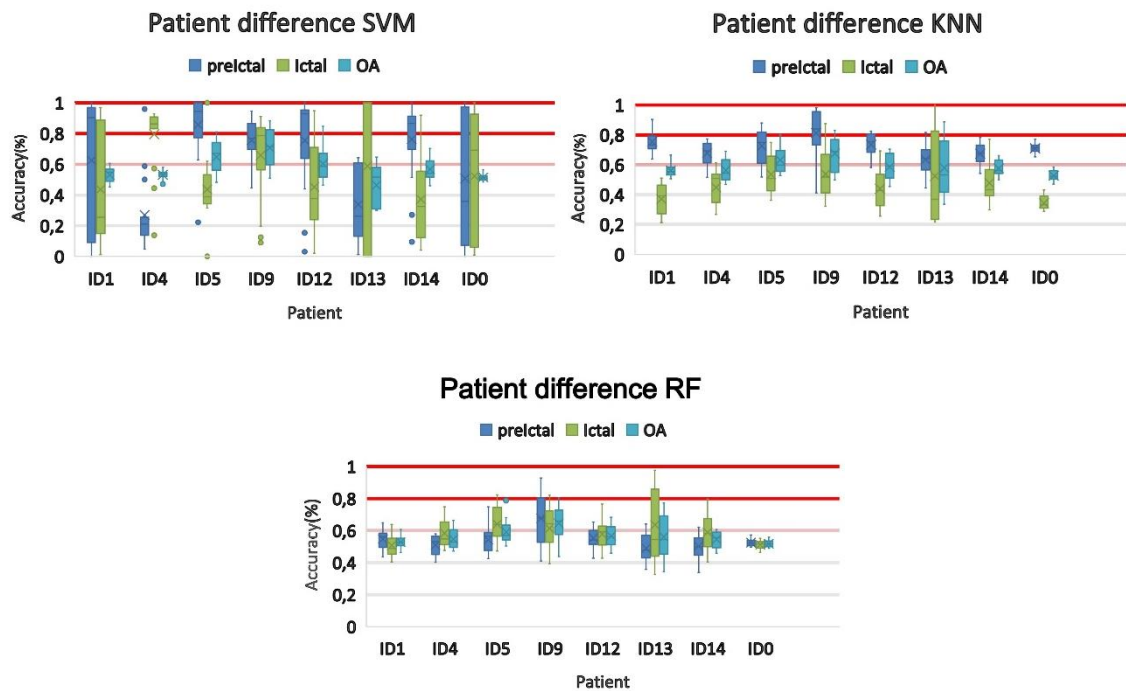 Patient difference SVM
preIctal Ictal OA
Accuracy(%)
1
0,8
0,6
0,4
0,2
0
ID1 ID4 ID5 ID9 ID12 ID13 ID14 ID0
Patient
Patient difference KNN
preIctal Ictal OA
Accuracy(%)
1
0,8
0,6
0,4
0,2
0
ID1 ID4 ID5 ID9 ID12 ID13 ID14 ID0
Patient
Patient difference RF
preIctal Ictal OA
Accuracy(%)
1
0,8
0,6
0,4
0,2
0
ID1 ID4 ID5 ID9 ID12 ID13 ID14 ID0
Patient